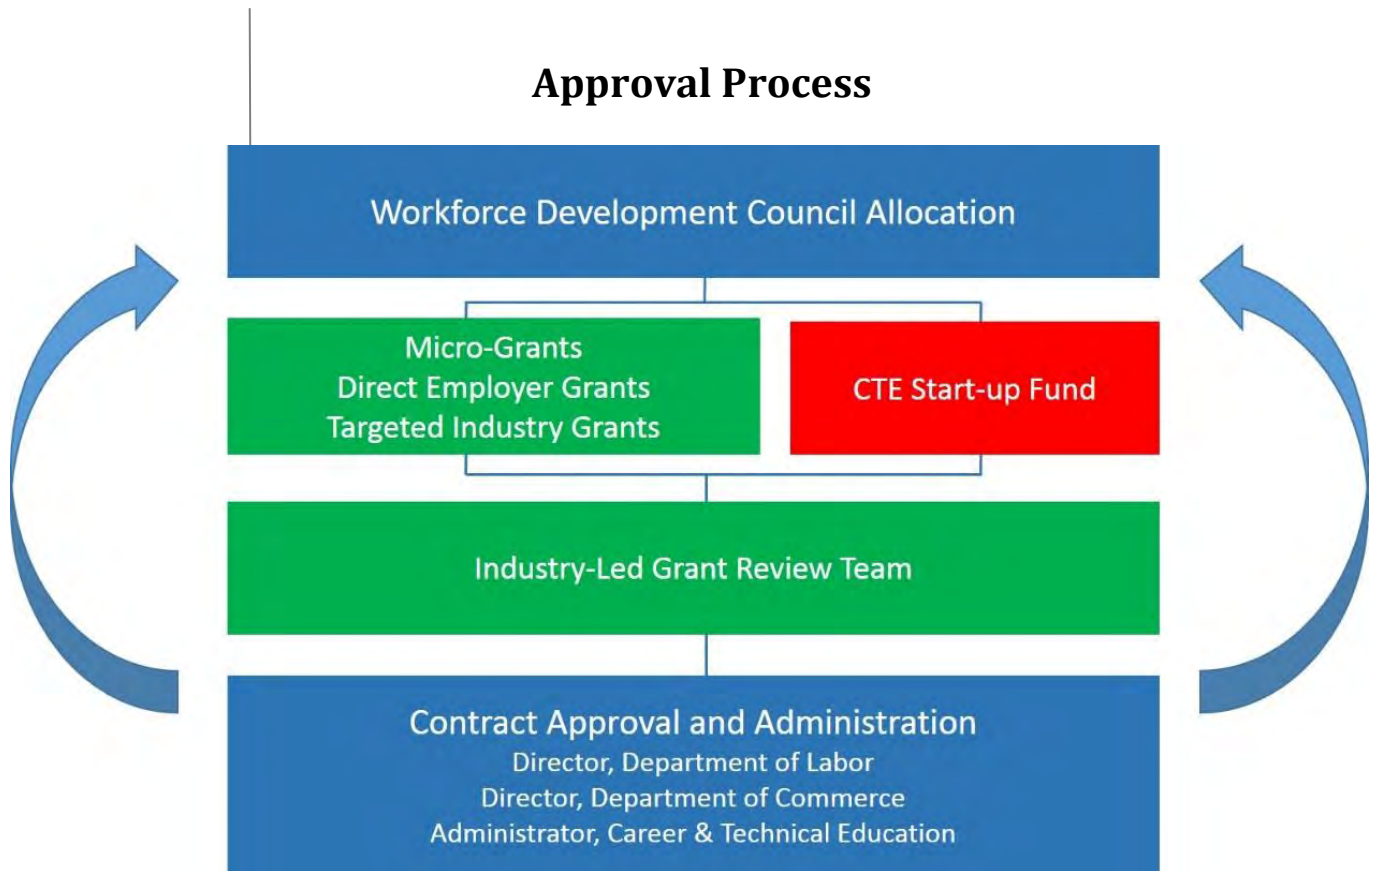 Approval Process
Workforce Development Council Allocation
Micro-Grants
Direct Employer Grants
Targeted Industry Grants
CTE Start-up Fund
Industry-Led Grant Review Team
Contract Approval and Administration
Director, Department of Labor
Director, Department of Commerce
Administrator, Career & Technical Education